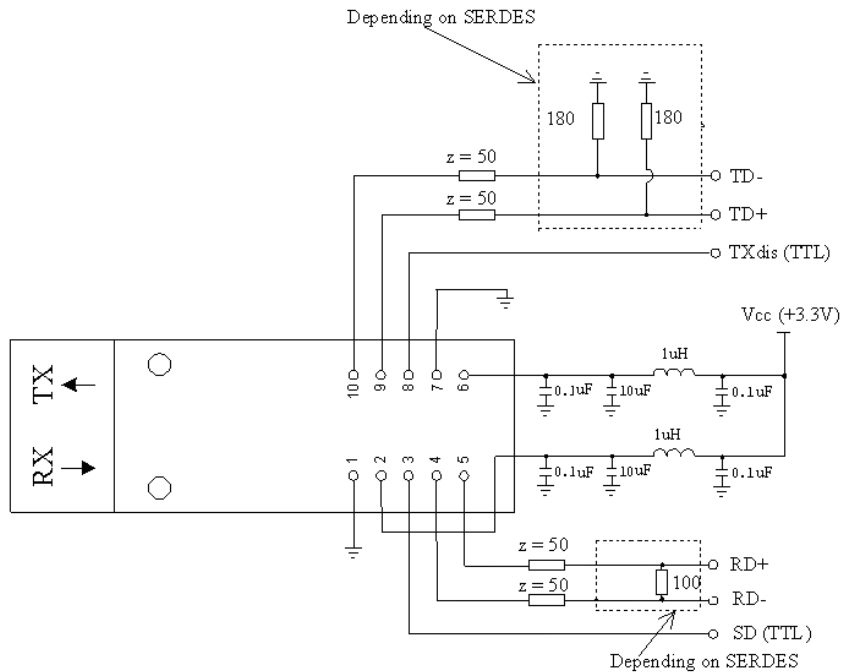 Depending on SERDES
180
180
z = 50
TD-
z = 50
TD+
TXdis (TTL)
Vcc (+3.3V)
TX
10
9
8
7
6
1uH
0.1uF
10uF
0.1uF
RX
1
2
3
4
5
1uH
0.1uF
10uF
0.1uF
z = 50
RD+
z = 50
100
RD-
SD (TTL)
Depending on SERDES